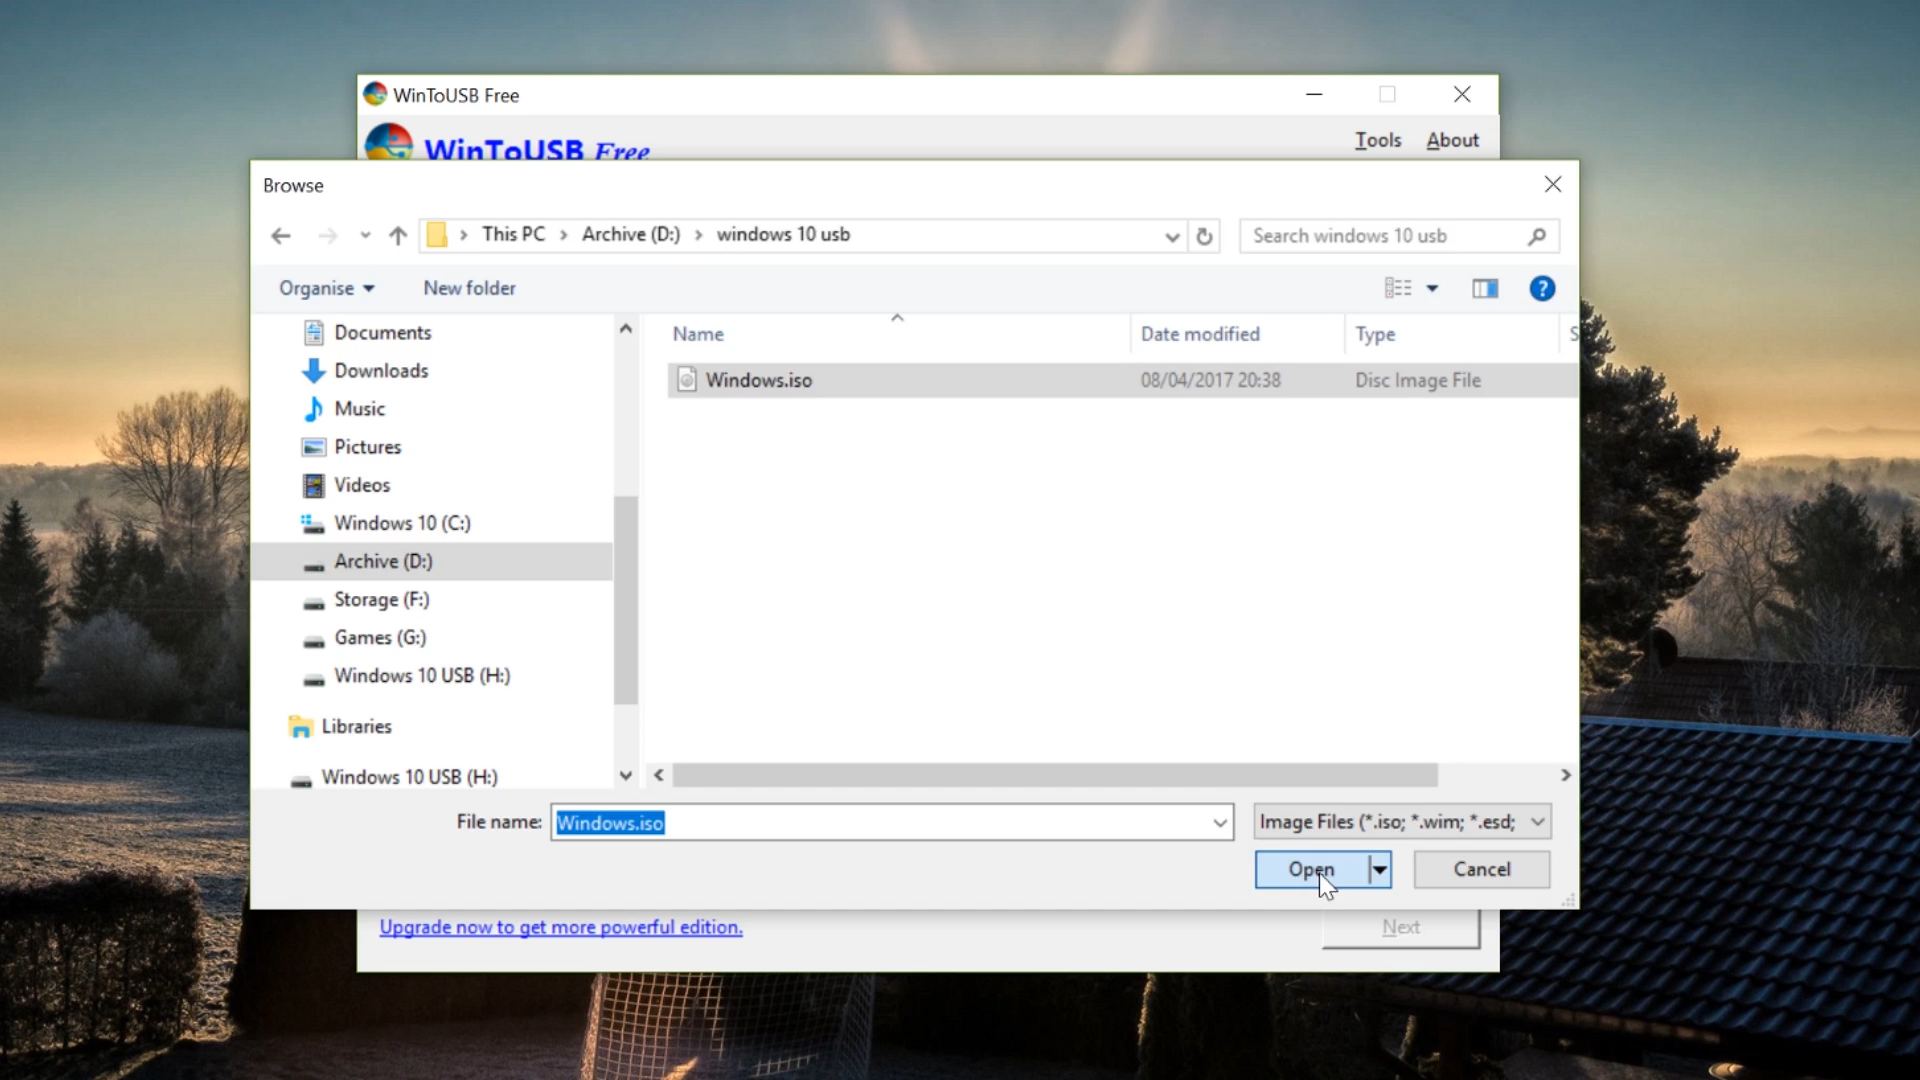 WinToUSB Free
WinToUSB Free
Tools About
Browse
This PC > Archive (D:) > windows 10 usb
Search windows 10 usb
Organise New folder
?
Documents
Downloads
Music
Pictures
Videos
Windows 10 (C:)
Archive (D:)
Storage (F:)
Games (G:)
Windows 10 USB (H:)
Libraries
Windows 10 USB (H:)
Name Date modified Type S
Windows.iso 08/04/2017 20:38 Disc Image File
File name: Windows.iso Image Files (*.iso; *.wim; *.esd;
Open Cancel
Upgrade now to get more powerful edition. Next